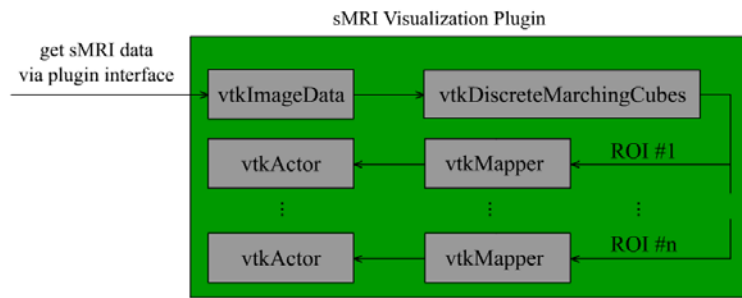 sMRI Visualization Plugin
get sMRI data
via plugin interface
vtkImageData
vtkDiscreteMarchingCubes
vtkActor
vtkMapper
ROI #1
⋮ ⋮ ⋮
vtkActor
vtkMapper
ROI #n